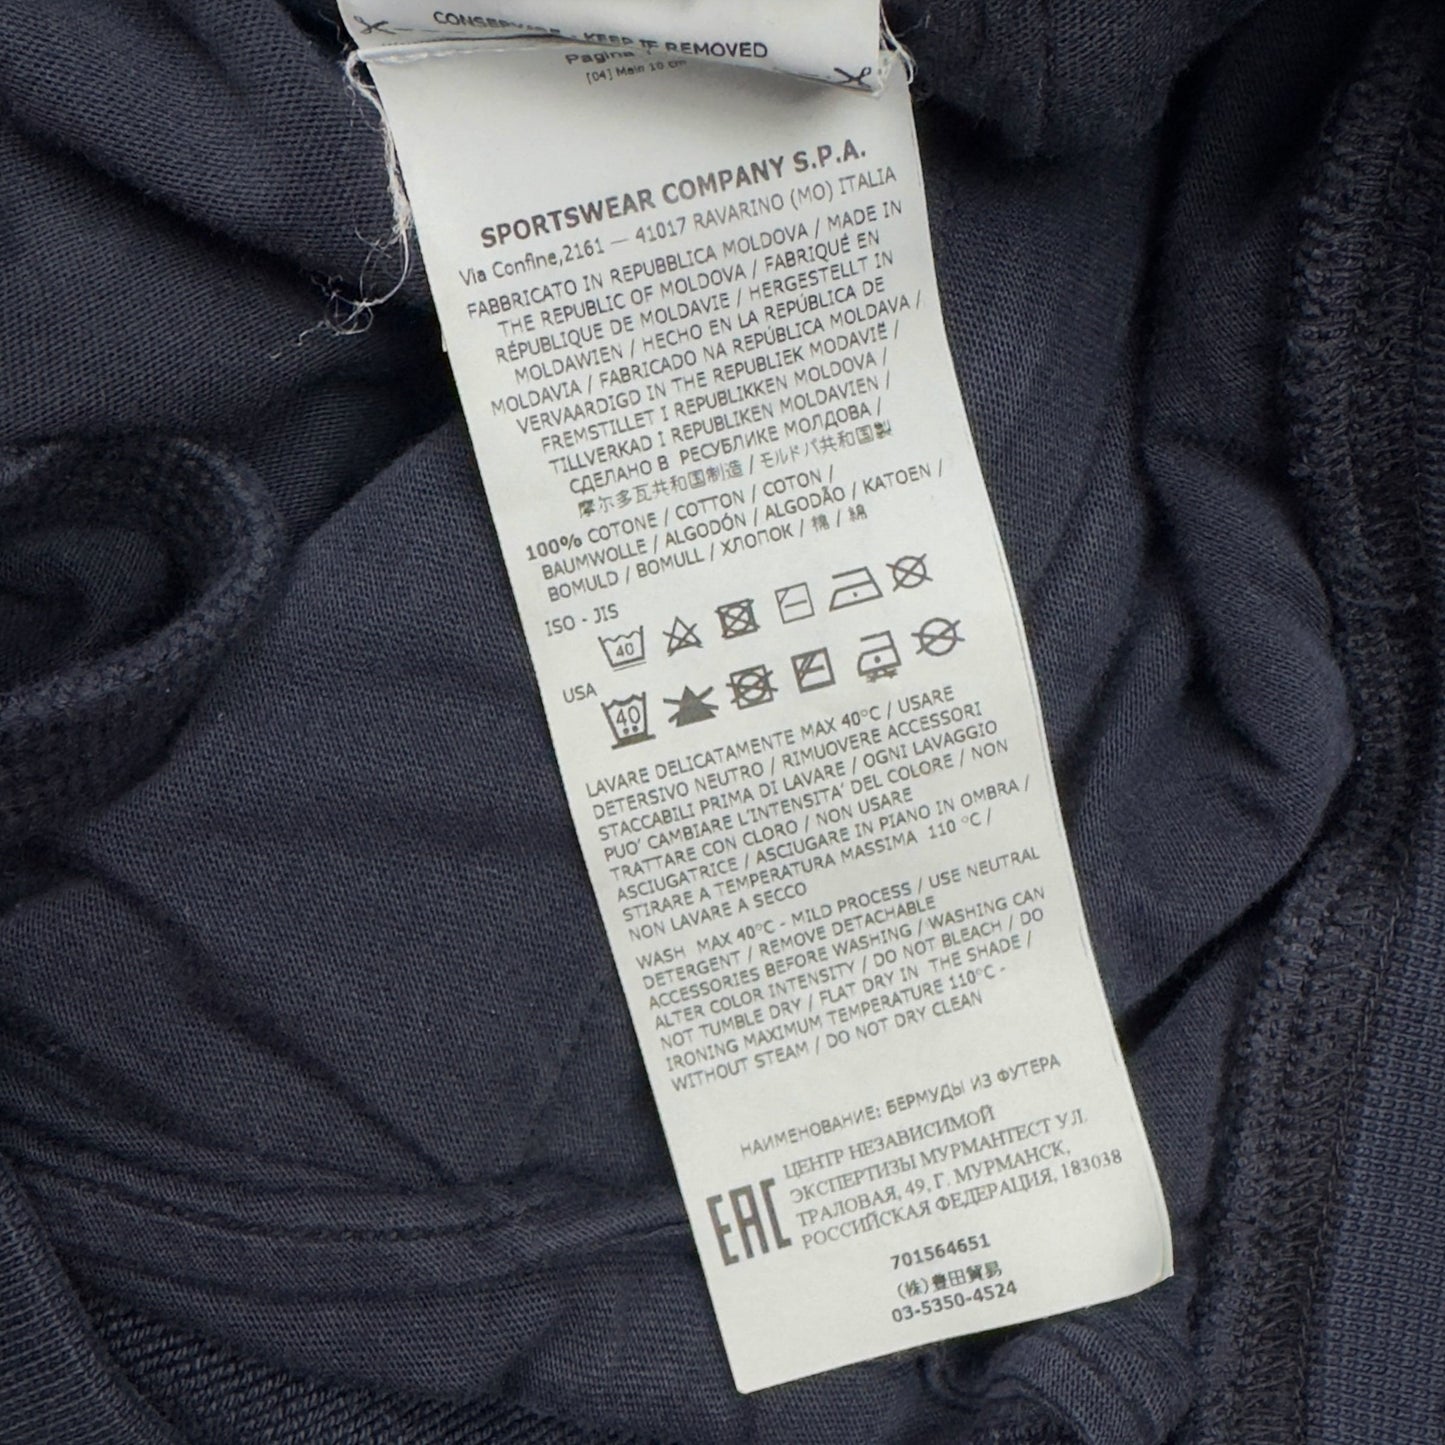 CONSERVARE - KEEP IF REMOVED
Pagina
[04] Main 10 cm
SPORTSWEAR COMPANY S.P.A.
Via Confine,2161 — 41017 RAVARINO (MO) ITALIA
FABBRICATO IN REPUBBLICA MOLDOVA / MADE IN
THE REPUBLIC OF MOLDOVA / FABRIQUÉ EN
RÉPUBLIQUE DE MOLDAVIE / HERGESTELLT IN
MOLDAWIEN / HECHO EN LA REPÚBLICA DE
MOLDAVIA / FABRICADO NA REPÚBLICA MOLDAVA /
VERVAARDIGD IN THE REPUBLIEK MODAVIË /
FREMSTILLET I REPUBLIKKEN MOLDOVA /
TILLVERKAD I REPUBLIKEN MOLDAVIEN /
СДЕЛАНО В РЕСПУБЛИКЕ МОЛДОВА /
摩尔多瓦共和国制造 / モルドバ共和国製
100% COTONE / COTTON / COTON /
BAUMWOLLE / ALGODÓN / ALGODÃO / KATOEN /
BOMULD / BOMULL / ХЛОПОК / 棉 / 綿
ISO - JIS
40
USA
40
LAVARE DELICATAMENTE MAX 40°C / USARE
DETERSIVO NEUTRO / RIMUOVERE ACCESSORI
STACCABILI PRIMA DI LAVARE / OGNI LAVAGGIO
PUO' CAMBIARE L'INTENSITA' DEL COLORE / NON
TRATTARE CON CLORO / NON USARE
ASCIUGATRICE / ASCIUGARE IN PIANO IN OMBRA /
STIRARE A TEMPERATURA MASSIMA 110 °C /
NON LAVARE A SECCO
WASH MAX 40°C - MILD PROCESS / USE NEUTRAL
DETERGENT / REMOVE DETACHABLE
ACCESSORIES BEFORE WASHING / WASHING CAN
ALTER COLOR INTENSITY / DO NOT BLEACH / DO
NOT TUMBLE DRY / FLAT DRY IN THE SHADE /
IRONING MAXIMUM TEMPERATURE 110°C -
WITHOUT STEAM / DO NOT DRY CLEAN
НАИМЕНОВАНИЕ: БЕРМУДЫ ИЗ ФУТЕРА
ЦЕНТР НЕЗАВИСИМОЙ
ЭКСПЕРТИЗЫ МУРМАНТЕСТ УЛ.
ТРАЛОВАЯ, 49, Г. МУРМАНСК,
РОССИЙСКАЯ ФЕДЕРАЦИЯ, 183038
EAC
701564651
(株)豊田貿易
03-5350-4524